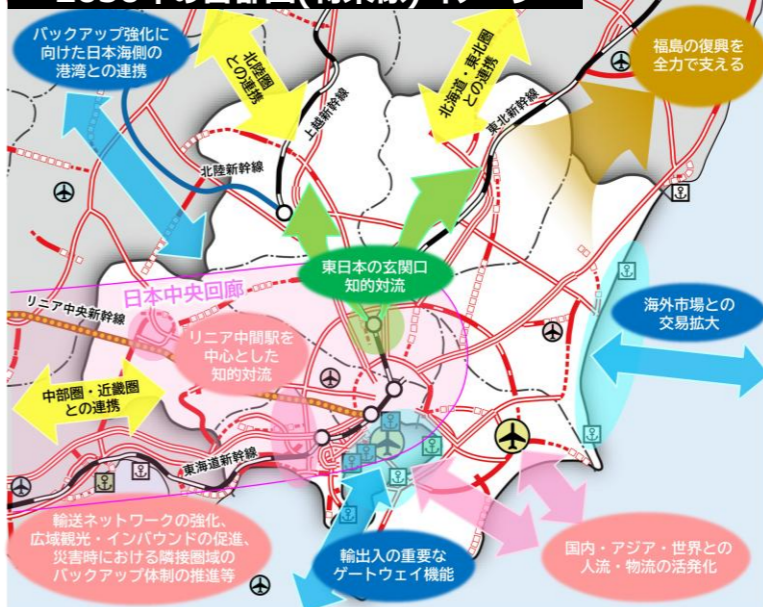 バックアップ強化に
向けた日本海側の
港湾との連携
北陸圏
との連携
北海道・東北圏
との連携
福島の復興を
全力で支える
上越新幹線
東北新幹線
北陸新幹線
東日本の玄関口
知的対流
日本中央回廊
リニア中央新幹線
リニア中間駅を
中心とした
知的対流
海外市場との
交易拡大
中部圏・近畿圏
との連携
東海道新幹線
輸送ネットワークの強化、
広域観光・インバウンドの促進、
災害時における隣接圏域の
バックアップ体制の推進等
輸出入の重要な
ゲートウェイ機能
国内・アジア・世界との
人流・物流の活発化